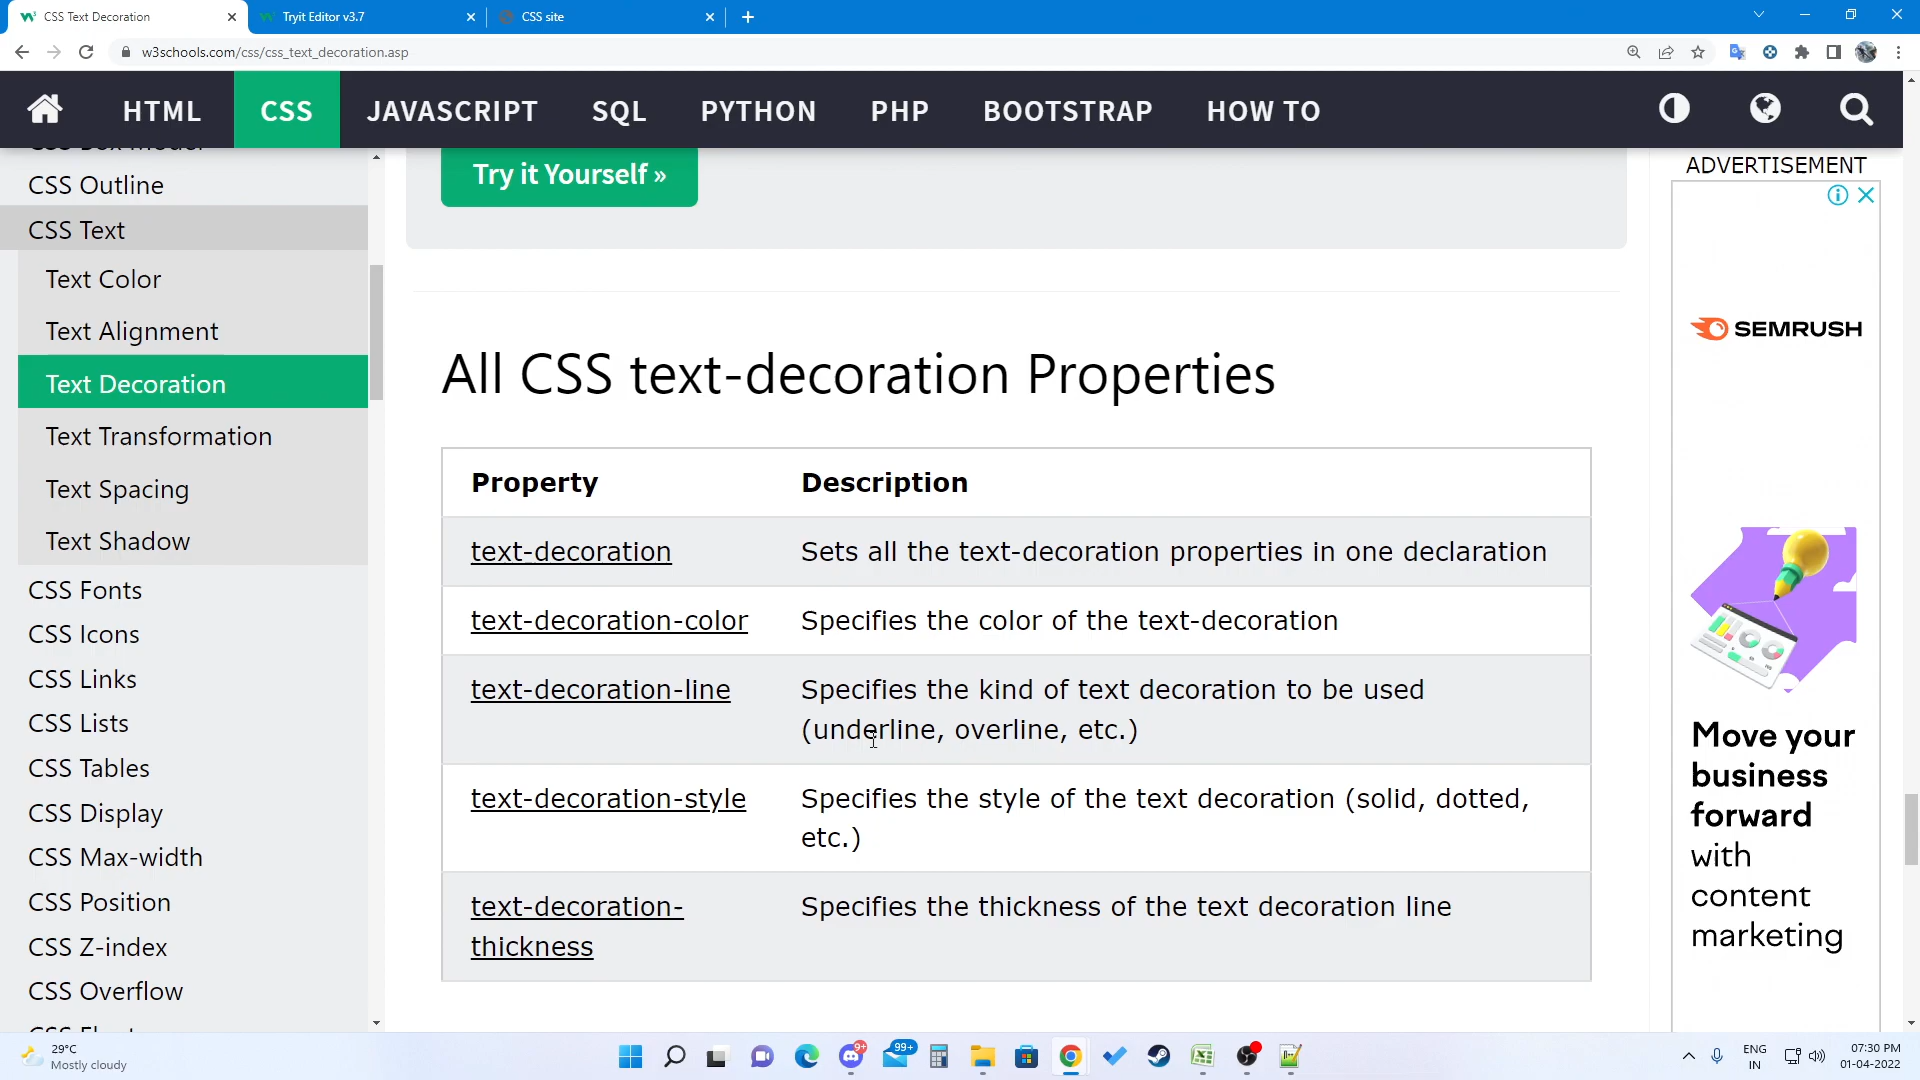 CSS Text Decoration
Tryit Editor v3.7
CSS site
w3schools.com/css/css_text_decoration.asp
HTML
CSS
JAVASCRIPT
SQL
PYTHON
PHP
BOOTSTRAP
HOW TO
CSS Box Model
CSS Outline
CSS Text
Text Color
Text Alignment
Text Decoration
Text Transformation
Text Spacing
Text Shadow
CSS Fonts
CSS Icons
CSS Links
CSS Lists
CSS Tables
CSS Display
CSS Max-width
CSS Position
CSS Z-index
CSS Overflow
CSS Float
Try it Yourself »
All CSS text-decoration Properties
Property Description
text-decoration Sets all the text-decoration properties in one declaration
text-decoration-color Specifies the color of the text-decoration
text-decoration-line Specifies the kind of text decoration to be used
(underline, overline, etc.)
text-decoration-style Specifies the style of the text decoration (solid, dotted,
etc.)
text-decoration- Specifies the thickness of the text decoration line
thickness
ADVERTISEMENT
SEMRUSH
Move your
business
forward
with
content
marketing
29°C
Mostly cloudy
9+
99+
ENG
IN
07:30 PM
01-04-2022